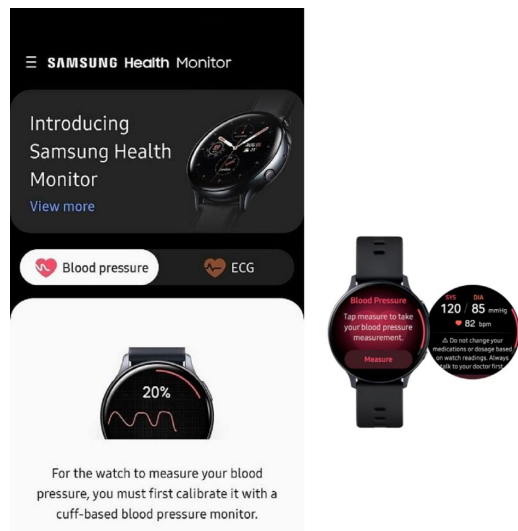 SAMSUNG Health Monitor
Introducing
Samsung Health
Monitor
View more
Blood pressure
ECG
20%
For the watch to measure your blood
pressure, you must first calibrate it with a
cuff-based blood pressure monitor.
Blood Pressure
Tap measure to take
your blood pressure
measurement.
Measure
SYS DIA
120 / 85 mmHg
82 bpm
⚠ Do not change your
medications or dosage based
on watch readings. Always
talk to your doctor first.